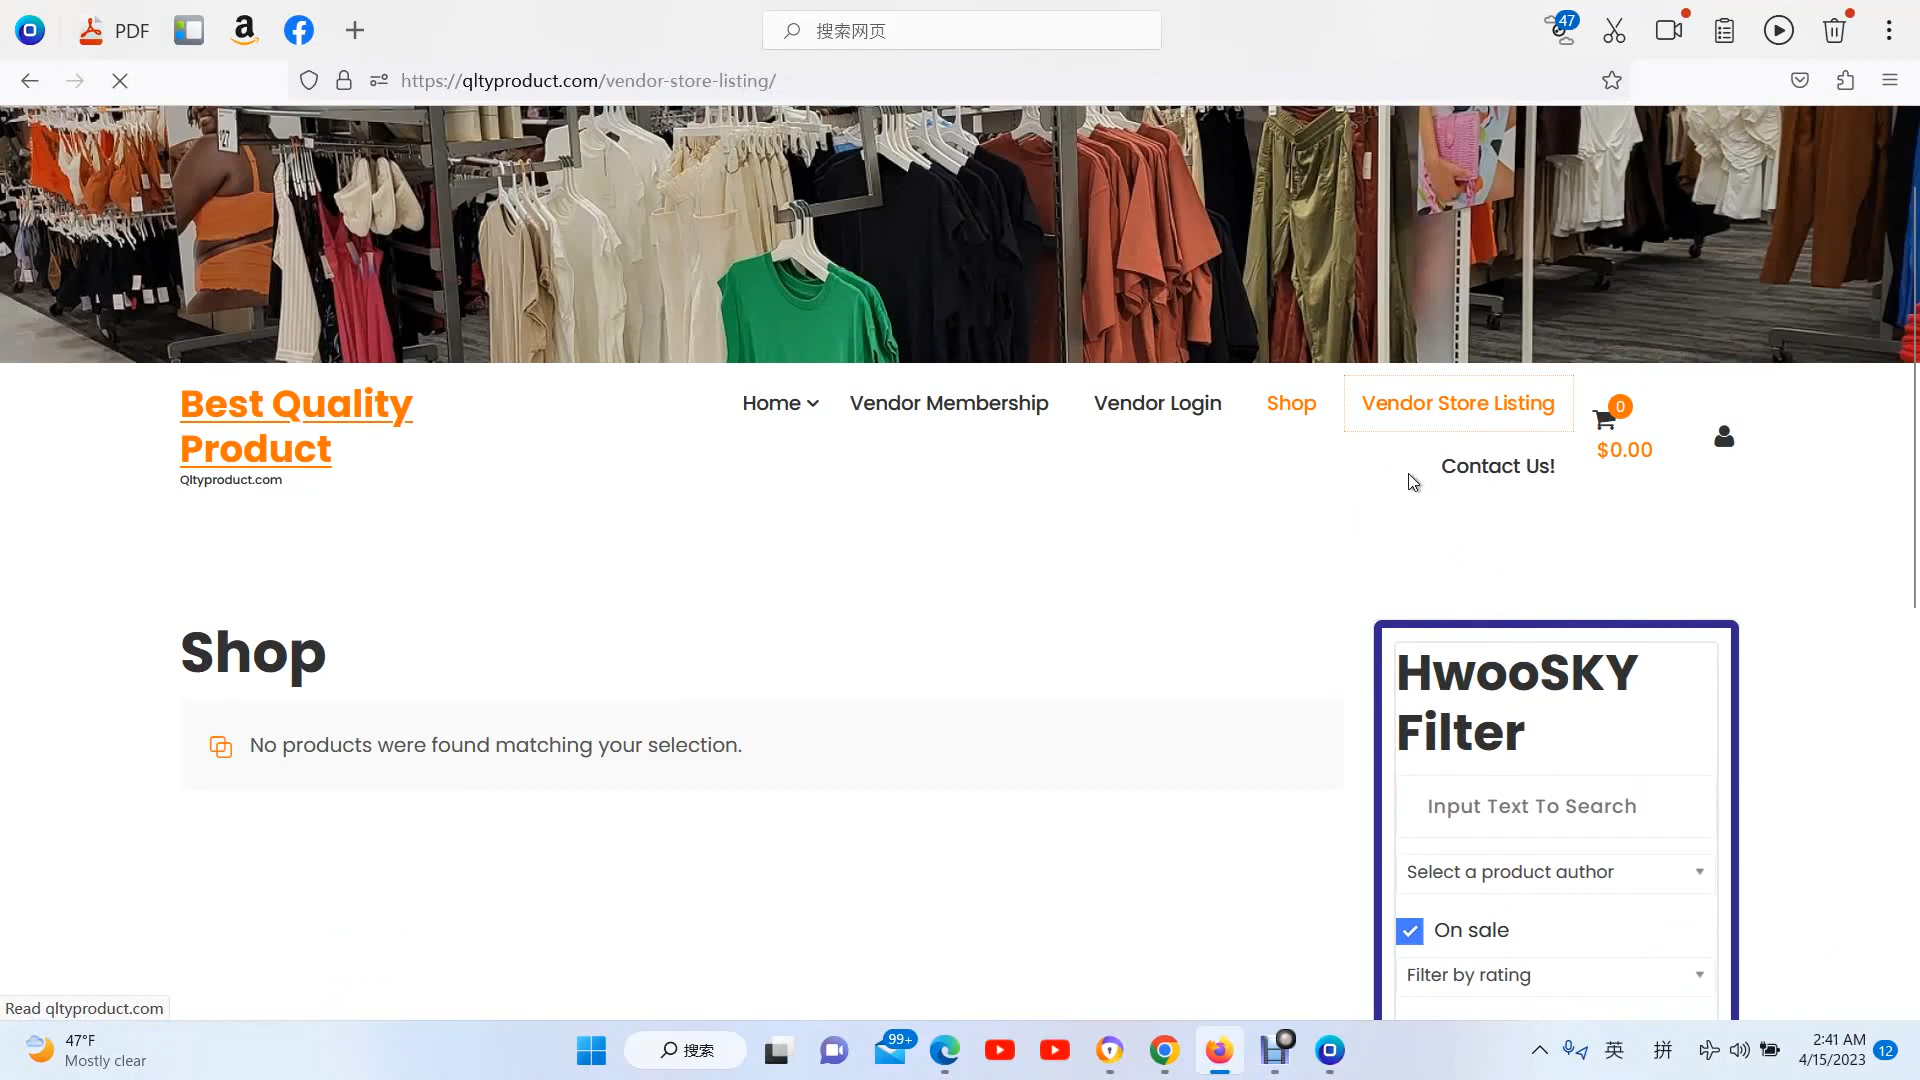 PDF
搜索网页
47
https://qltyproduct.com/vendor-store-listing/
Best Quality
Product
Qltyproduct.com
Home
Vendor Membership
Vendor Login
Shop
Vendor Store Listing
0
$0.00
Contact Us!
Shop
No products were found matching your selection.
HwooSKY
Filter
Input Text To Search
Select a product author
On sale
Filter by rating
Read qltyproduct.com
47°F
Mostly clear
搜索
99+
英
拼
2:41 AM
4/15/2023
12